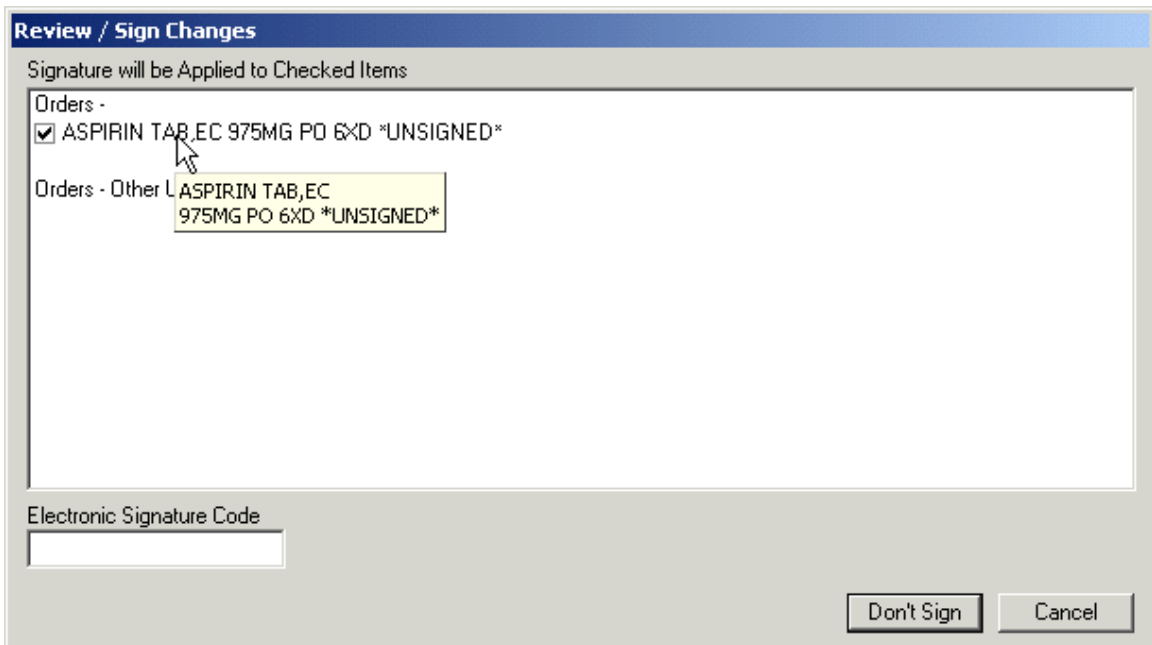 Review / Sign Changes
Signature will be Applied to Checked Items
Orders -
ASPIRIN TAB,EC 975MG PO 6XD *UNSIGNED*
Orders - Other
ASPIRIN TAB,EC
975MG PO 6XD *UNSIGNED*
Electronic Signature Code
Don't Sign
Cancel